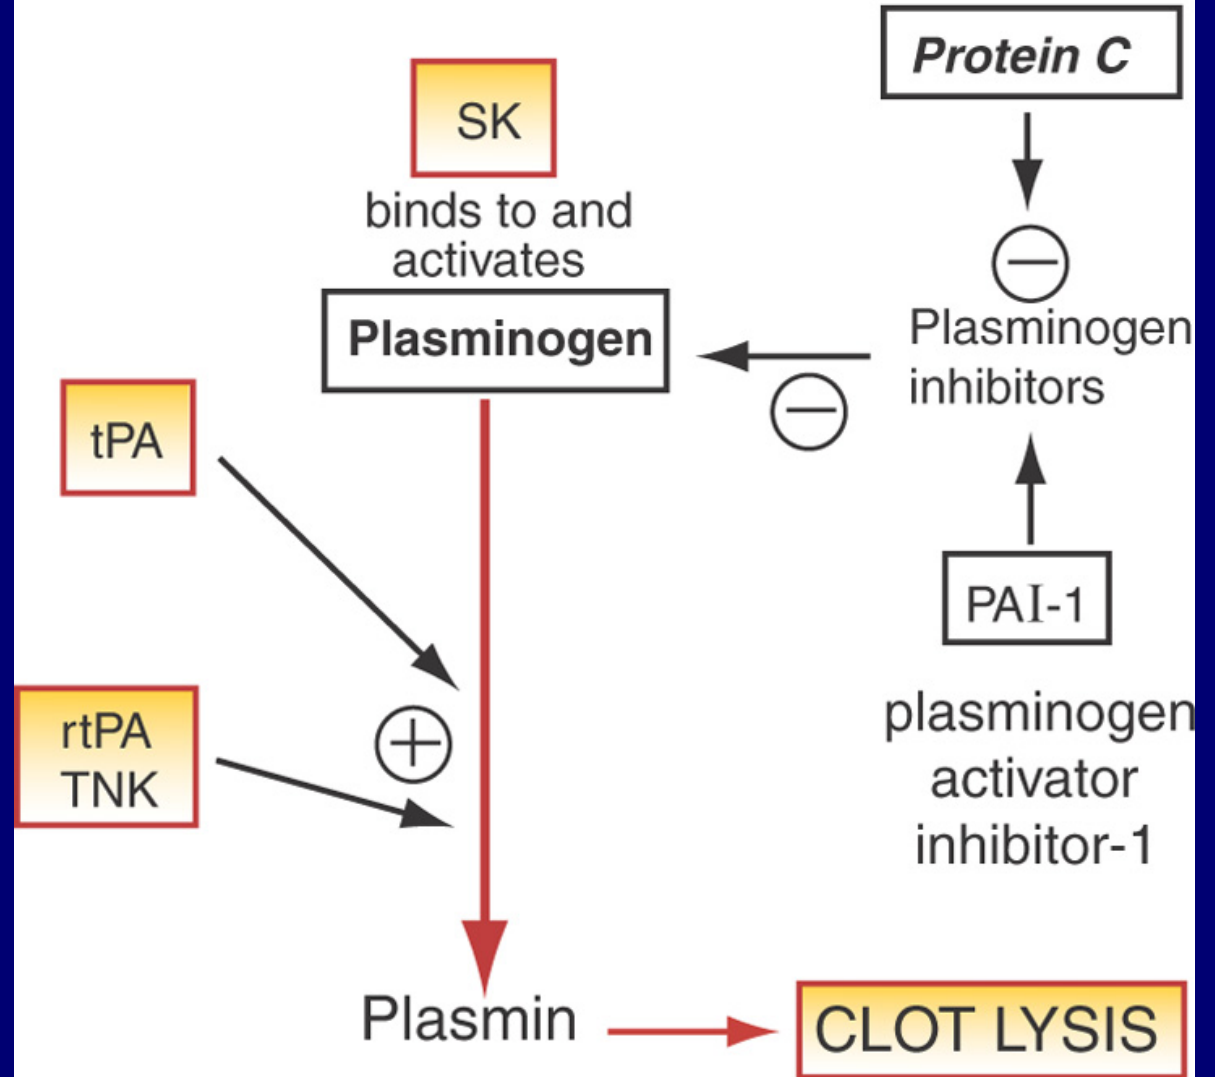 Protein C
SK
binds to and
activates
Plasminogen
Plasminogen
inhibitors
tPA
PAI-1
rtPA
TNK
plasminogen
activator
inhibitor-1
Plasmin
CLOT LYSIS